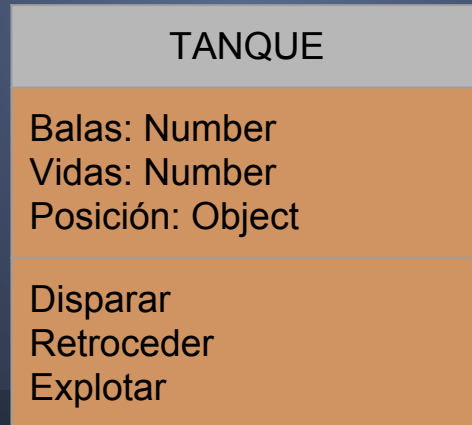 TANQUE
Balas: Number
Vidas: Number
Posición: Object
Disparar
Retroceder
Explotar